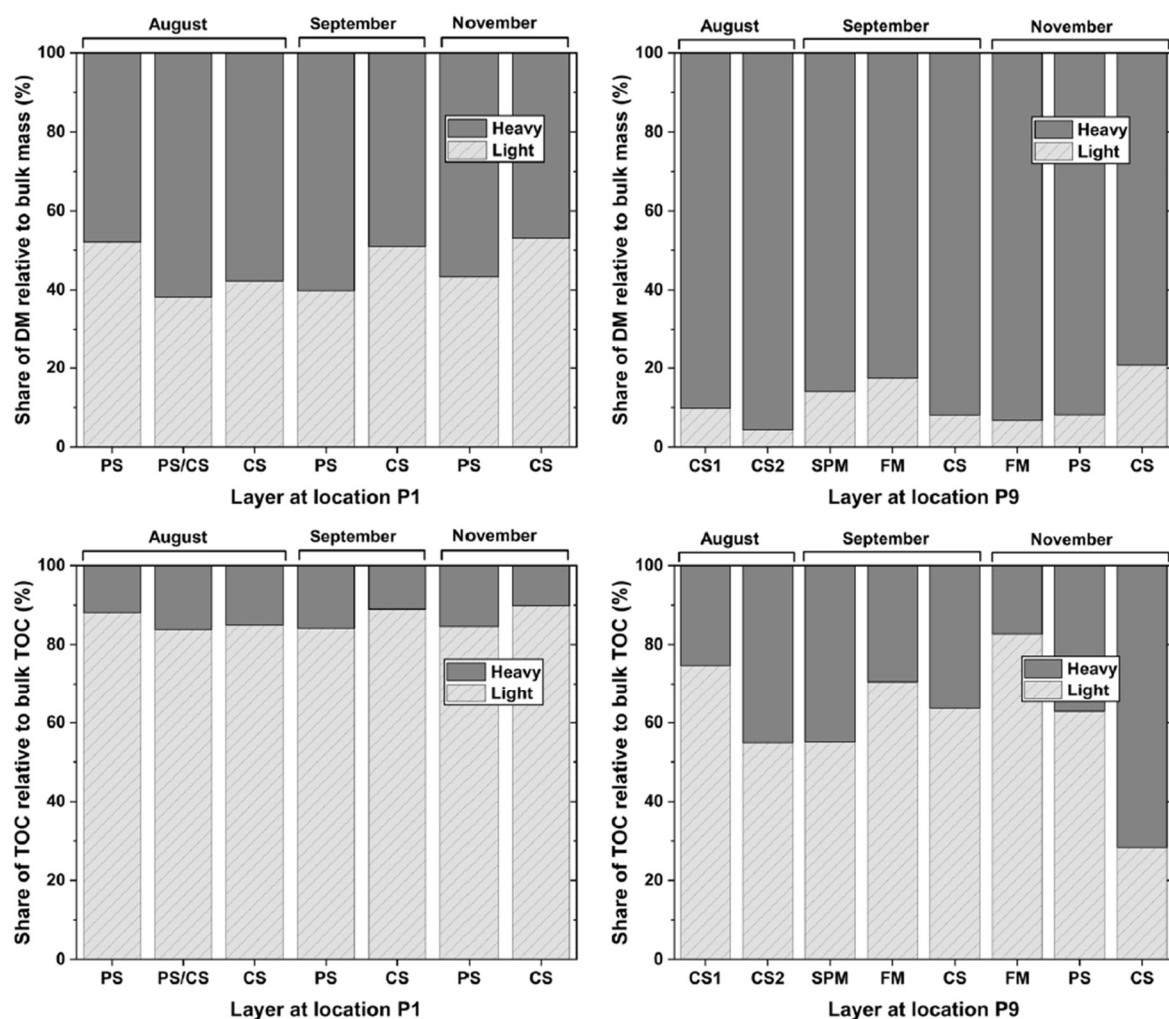 August September November
100
80
60
40
20
0
Share of DM relative to bulk mass (%)
Heavy
Light
PS PS/CS CS PS CS PS CS
Layer at location P1
August September November
100
80
60
40
20
0
Share of DM relative to bulk mass (%)
Heavy
Light
CS1 CS2 SPM FM CS FM PS CS
Layer at location P9
August September November
100
80
60
40
20
0
Share of TOC relative to bulk TOC (%)
Heavy
Light
PS PS/CS CS PS CS PS CS
Layer at location P1
August September November
100
80
60
40
20
0
Share of TOC relative to bulk TOC (%)
Heavy
Light
CS1 CS2 SPM FM CS FM PS CS
Layer at location P9